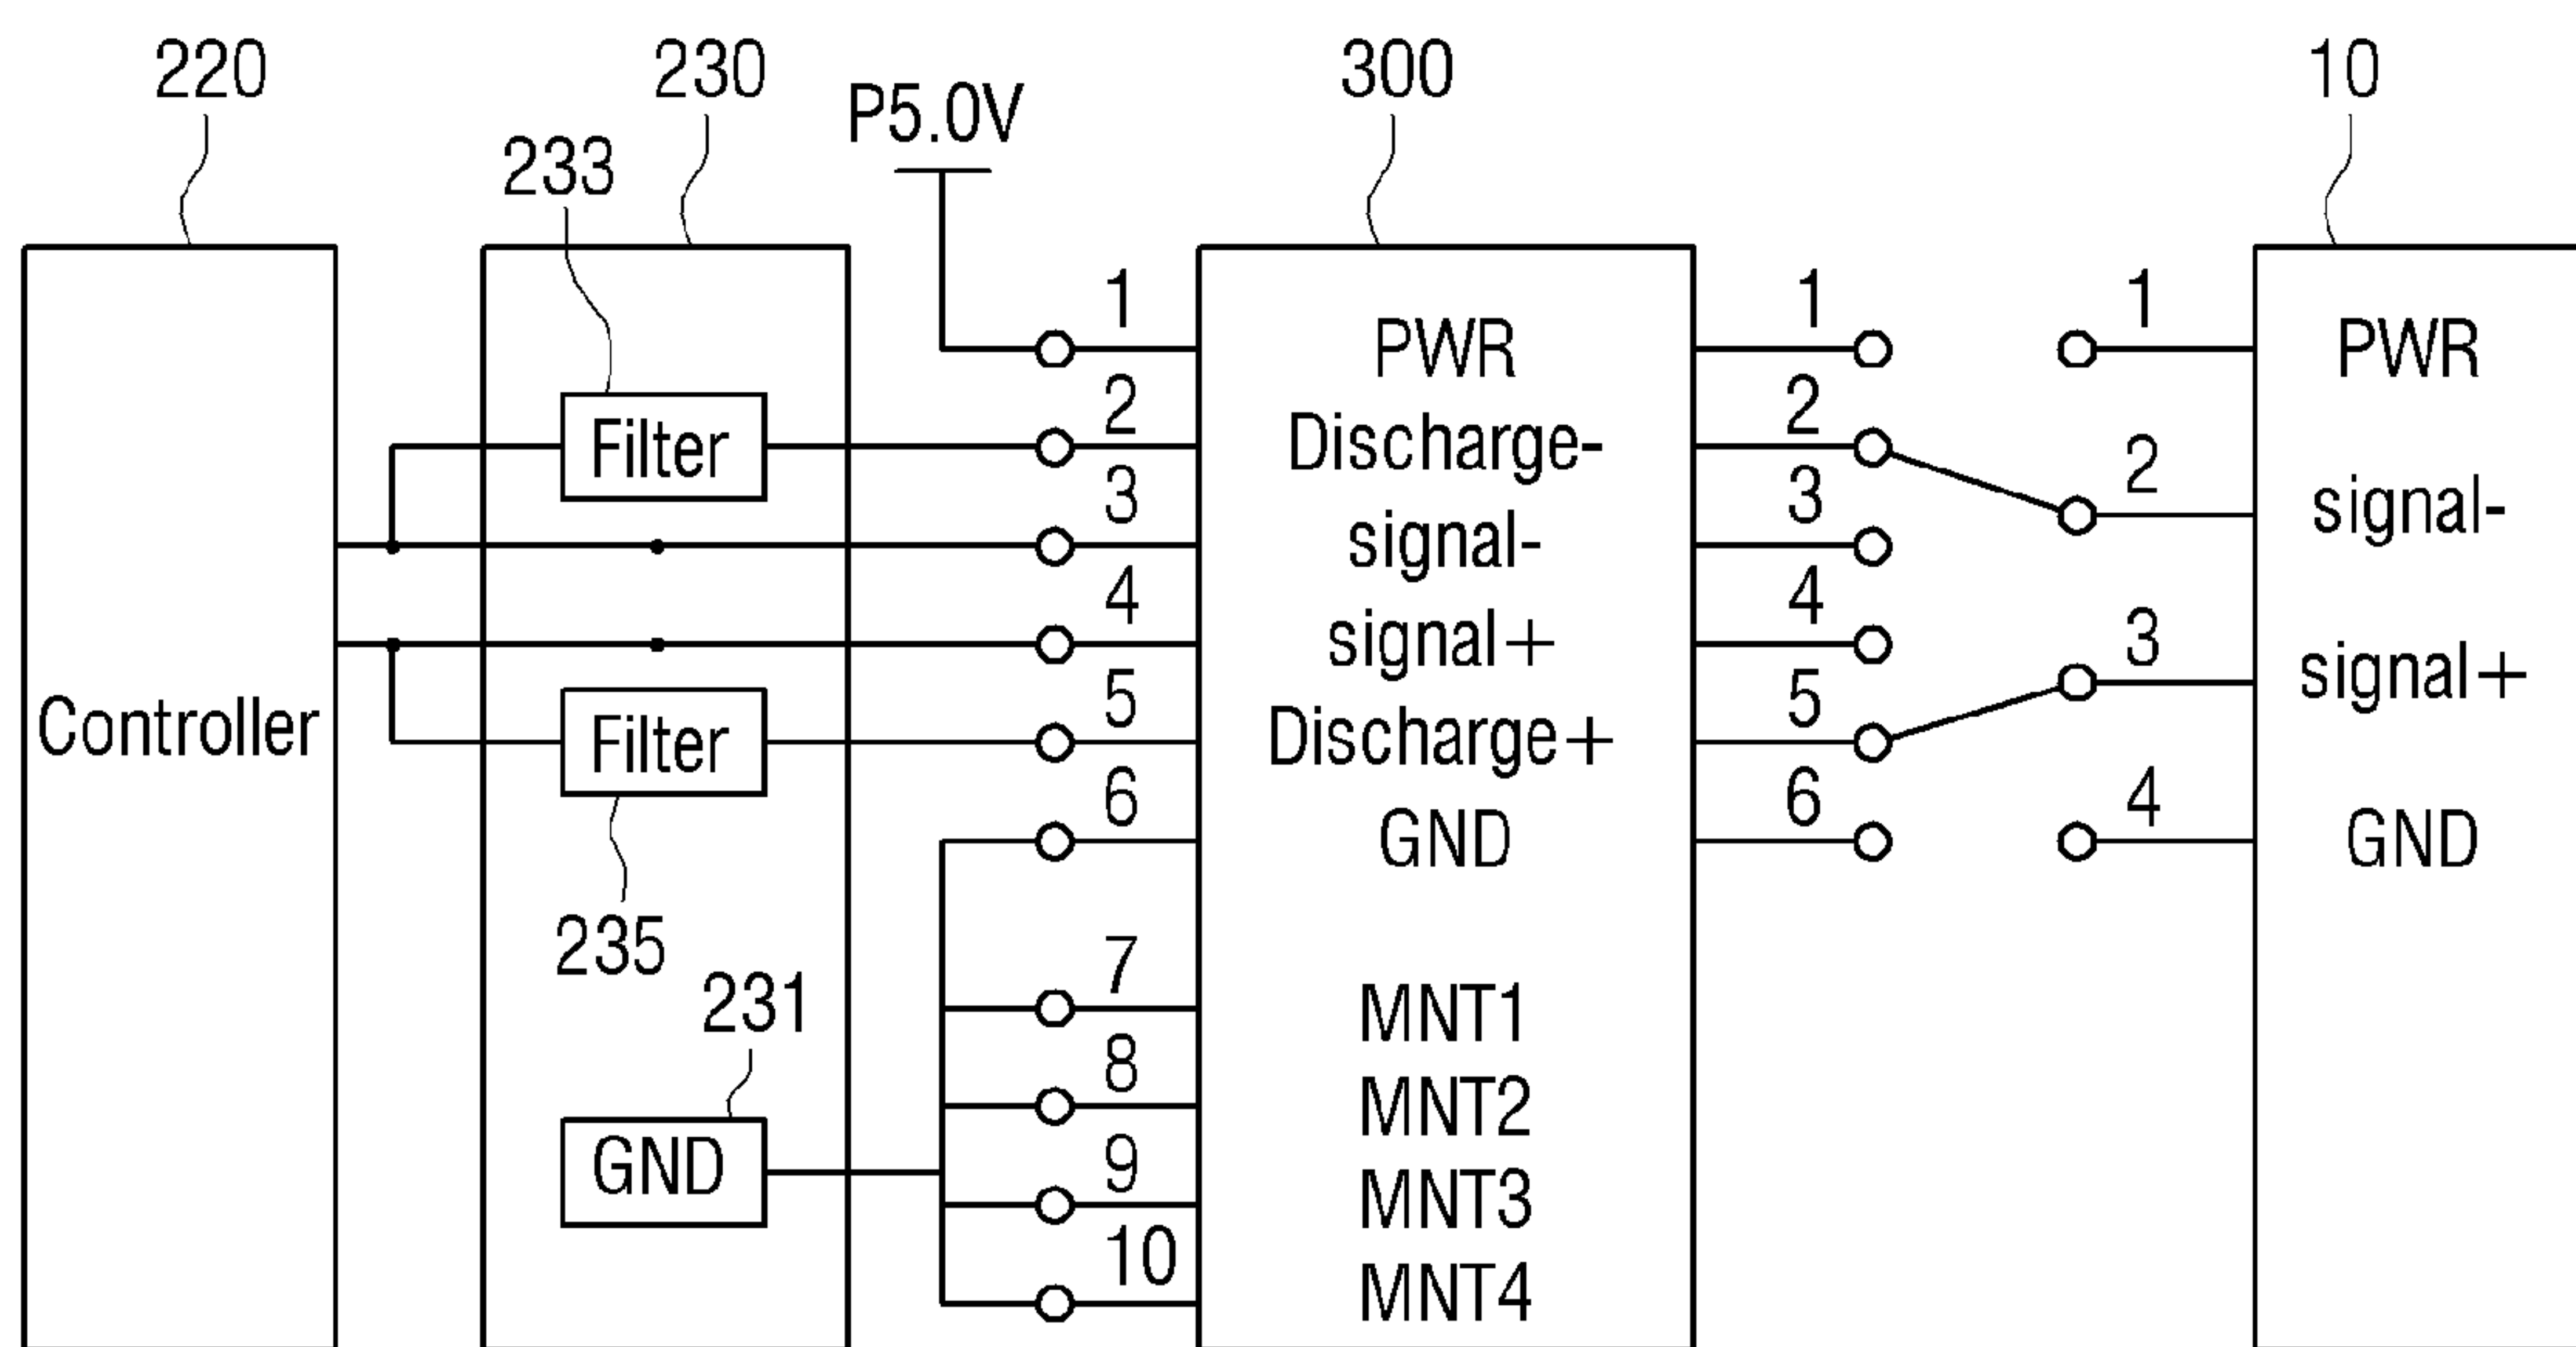 220
230
300
10
P5.0V
233
1
1
1
PWR
PWR
2
2
Filter
Discharge-
2
3
3
signal-
signal-
4
4
3
signal+
signal+
5
5
Controller
Filter
Discharge+
6
6
4
GND
GND
235
7
231
MNT1
8
MNT2
GND
9
MNT3
10
MNT4